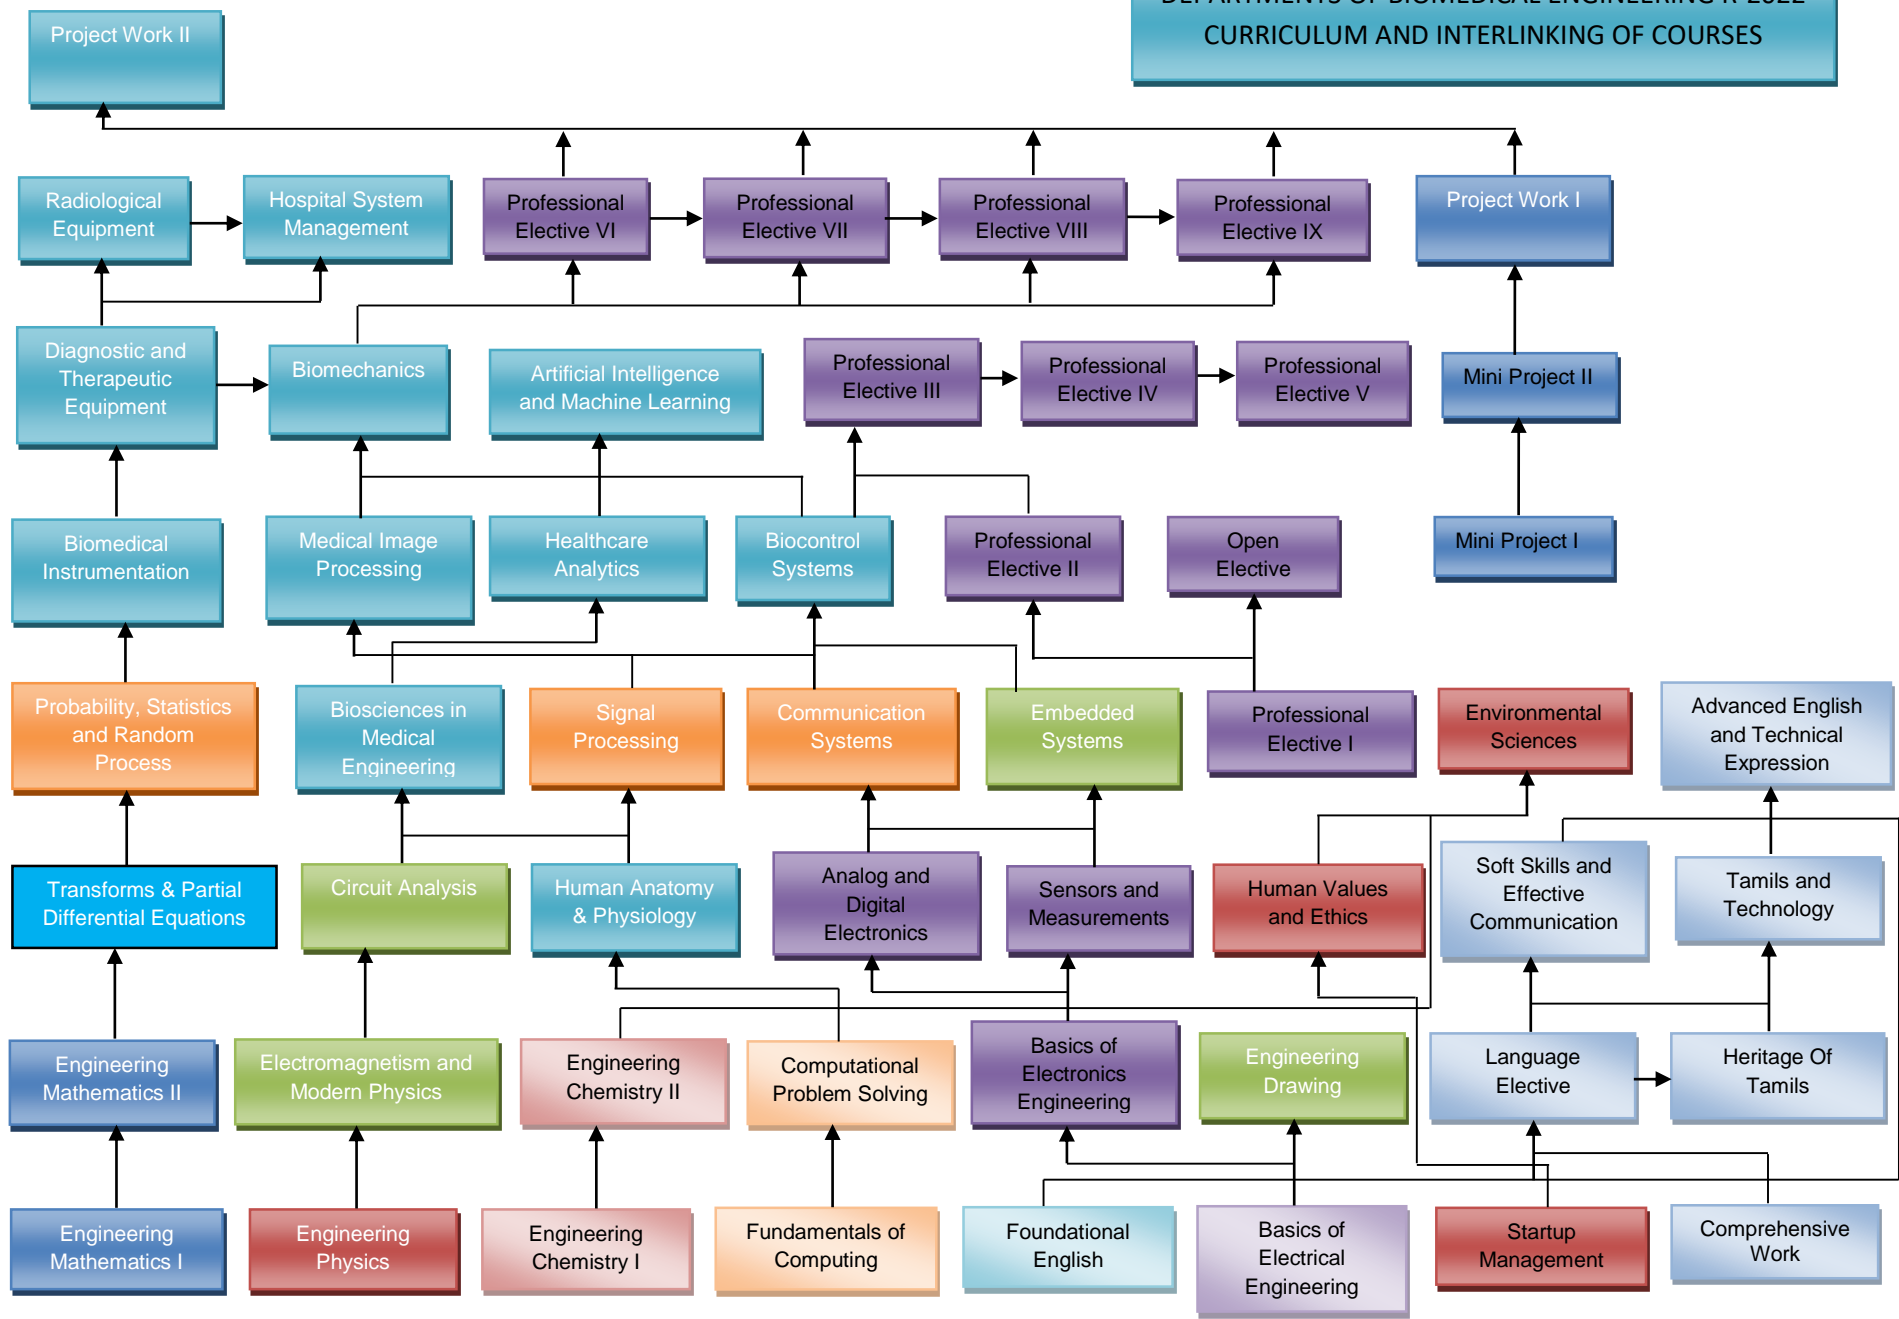 DEPARTMENTS OF BIOMEDICAL ENGINEERING R-2022
CURRICULUM AND INTERLINKING OF COURSES
Project Work II
Radiological
Equipment
Hospital System
Management
Professional
Elective VI
Professional
Elective VII
Professional
Elective VIII
Professional
Elective IX
Project Work I
Diagnostic and
Therapeutic
Equipment
Biomechanics
Artificial Intelligence
and Machine Learning
Professional
Elective III
Professional
Elective IV
Professional
Elective V
Mini Project II
Biomedical
Instrumentation
Medical Image
Processing
Healthcare
Analytics
Biocontrol
Systems
Professional
Elective II
Open
Elective
Mini Project I
Probability, Statistics
and Random
Process
Biosciences in
Medical
Engineering
Signal
Processing
Communication
Systems
Embedded
Systems
Professional
Elective I
Environmental
Sciences
Advanced English
and Technical
Expression
Transforms & Partial
Differential Equations
Circuit Analysis
Human Anatomy
& Physiology
Analog and
Digital
Electronics
Sensors and
Measurements
Human Values
and Ethics
Soft Skills and
Effective
Communication
Tamils and
Technology
Engineering
Mathematics II
Electromagnetism and
Modern Physics
Engineering
Chemistry II
Computational
Problem Solving
Basics of
Electronics
Engineering
Engineering
Drawing
Language
Elective
Heritage Of
Tamils
Engineering
Mathematics I
Engineering
Physics
Engineering
Chemistry I
Fundamentals of
Computing
Foundational
English
Basics of
Electrical
Engineering
Startup
Management
Comprehensive
Work